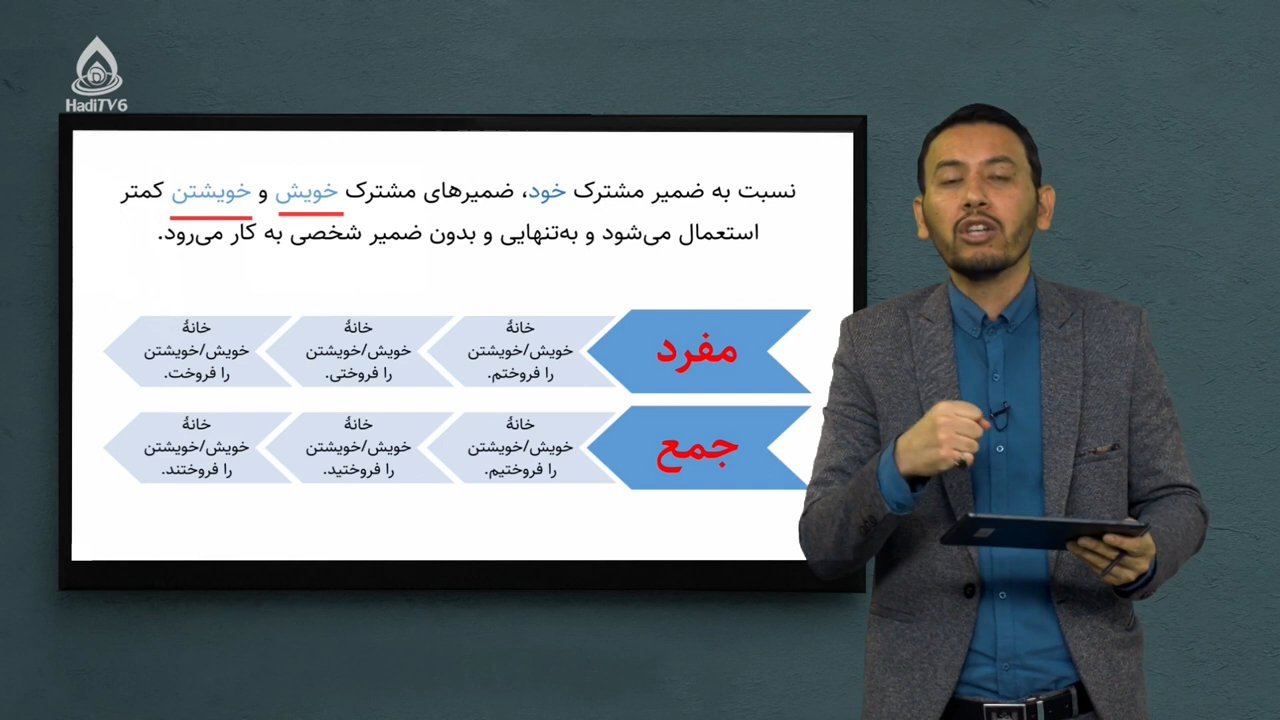 HadiTV6
نسبت به ضمیر مشترک خود، ضمیرهای مشترک خویش و خویشتن کمتر
استعمال می‌شود و به‌تنهایی و بدون ضمیر شخصی به کار می‌رود.
مفرد
خانهٔ
خویش/خویشتن
را فروختم.
خانهٔ
خویش/خویشتن
را فروختی.
خانهٔ
خویش/خویشتن
را فروخت.
جمع
خانهٔ
خویش/خویشتن
را فروختیم.
خانهٔ
خویش/خویشتن
را فروختید.
خانهٔ
خویش/خویشتن
را فروختند.